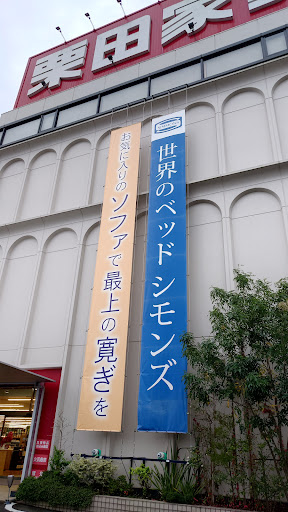 栗田家
お気に入りのソファで最上の寛ぎを
世界のベッド シモンズ